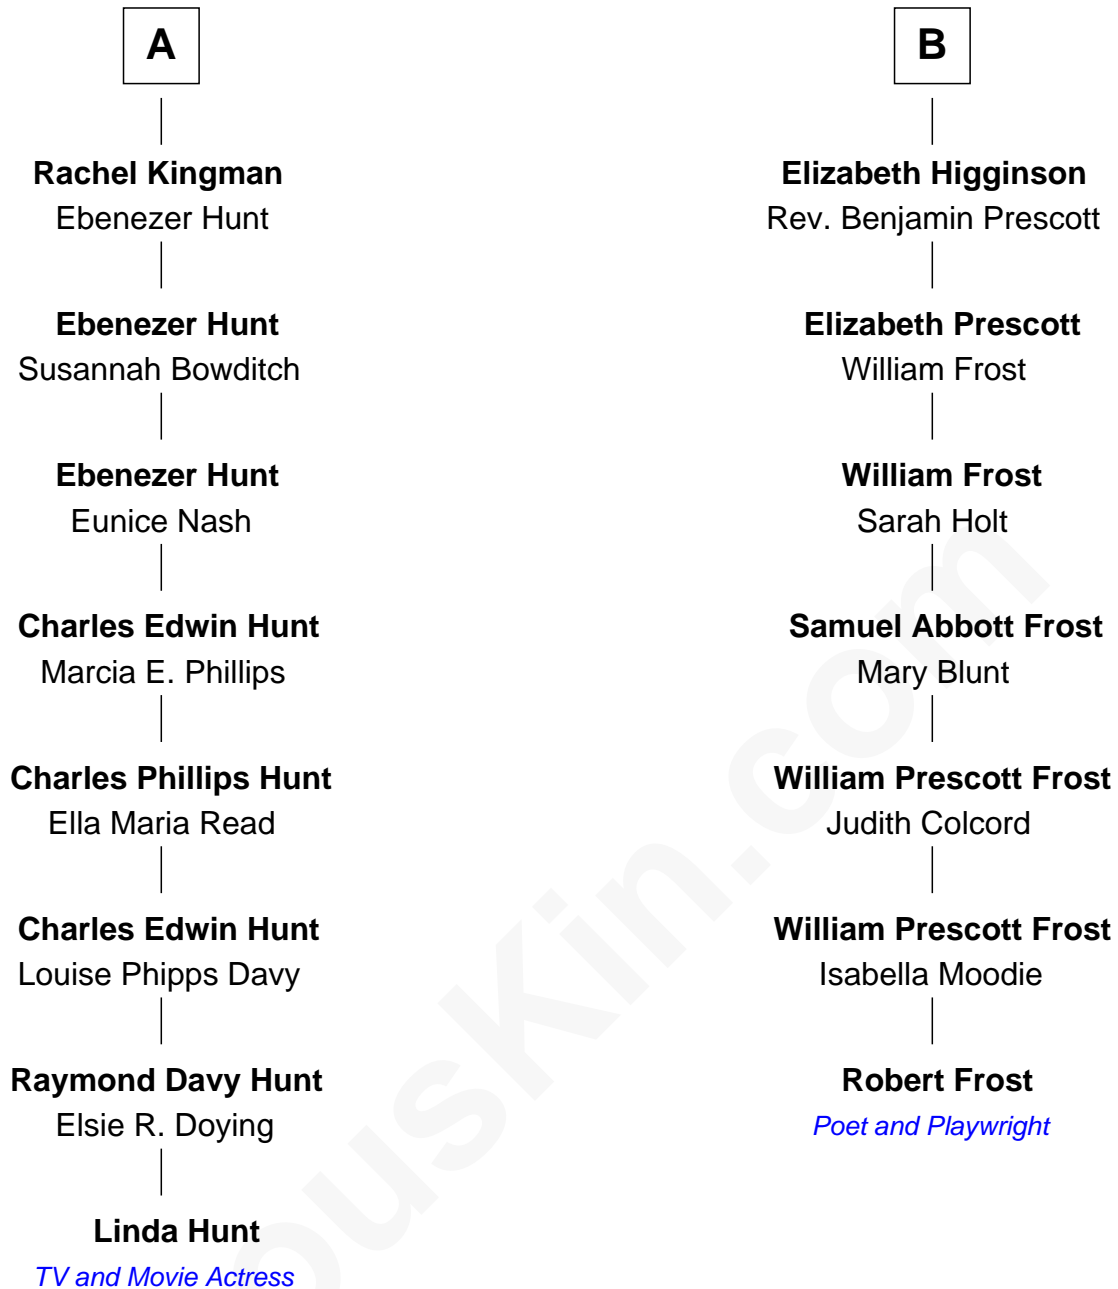 A
Rachel Kingman
Ebenezer Hunt
Ebenezer Hunt
Susannah Bowditch
Ebenezer Hunt
Eunice Nash
Charles Edwin Hunt
Marcia E. Phillips
Charles Phillips Hunt
Ella Maria Read
Charles Edwin Hunt
Louise Phipps Davy
Raymond Davy Hunt
Elsie R. Doying
Linda Hunt
TV and Movie Actress
B
Elizabeth Higginson
Rev. Benjamin Prescott
Elizabeth Prescott
William Frost
William Frost
Sarah Holt
Samuel Abbott Frost
Mary Blunt
William Prescott Frost
Judith Colcord
William Prescott Frost
Isabella Moodie
Robert Frost
Poet and Playwright
ousKin.com